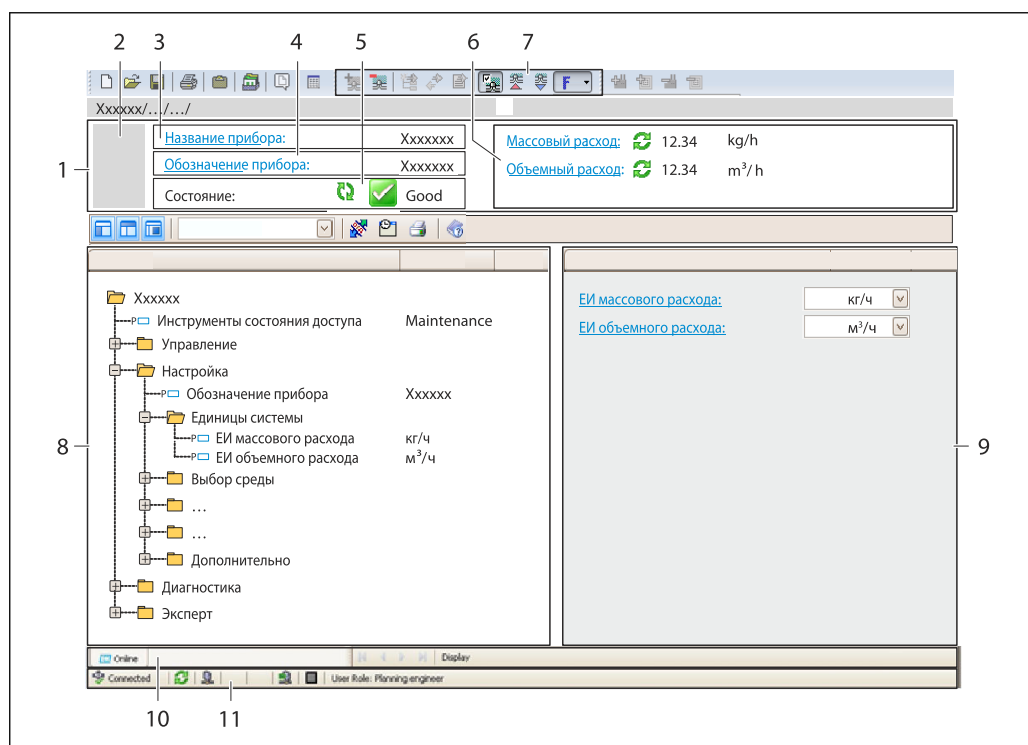 2 3 4 5 6 7
F
Xxxxxx/.../.../
1
Название прибора: Xxxxxxx
Обозначение прибора: Xxxxxxx
Состояние: Good
Массовый расход: 12.34 kg/h
Объемный расход: 12.34 m³/h
Xxxxxx
P Инструменты состояния доступа Maintenance
Управление
Настройка
P Обозначение прибора Xxxxxx
Единицы системы
P ЕИ массового расхода кг/ч
P ЕИ объемного расхода м³/ч
Выбор среды
...
...
Дополнительно
Диагностика
Эксперт
8
ЕИ массового расхода: кг/ч
ЕИ объемного расхода: м³/ч
9
Online Display
Connected User Role: Planning engineer
10 11